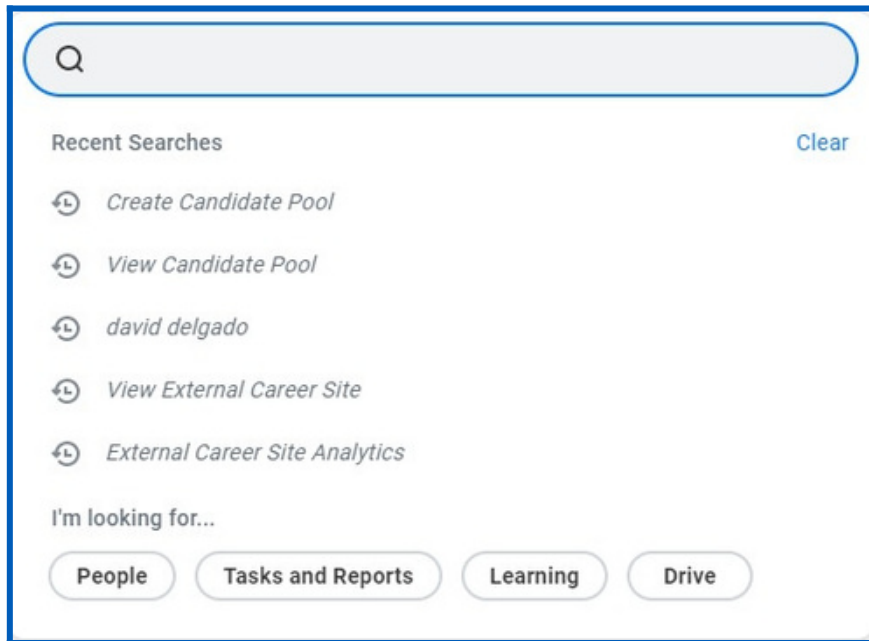 Recent Searches Clear
Create Candidate Pool
View Candidate Pool
david delgado
View External Career Site
External Career Site Analytics
I'm looking for...
People Tasks and Reports Learning Drive